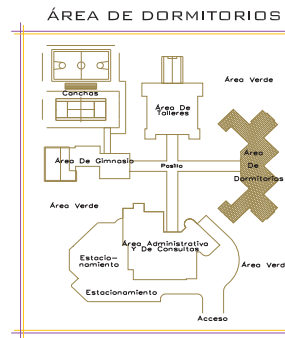 ÁREA DE DORMITORIOS
Canchas
Área Verde
Área De
Talleres
Área De Gimnasio
Pasillo
Área
De
Dormitorios
Área Verde
Área Administrativa
Y De Consultas
Estacio-
namiento
Área Verd
Estacionamiento
Acceso